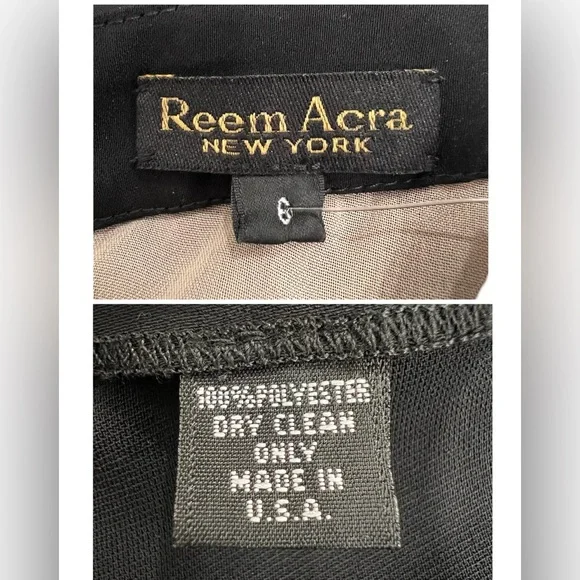 Reem Acra
NEW YORK
6
100% POLYESTER
DRY CLEAN
ONLY
MADE IN
U.S.A.